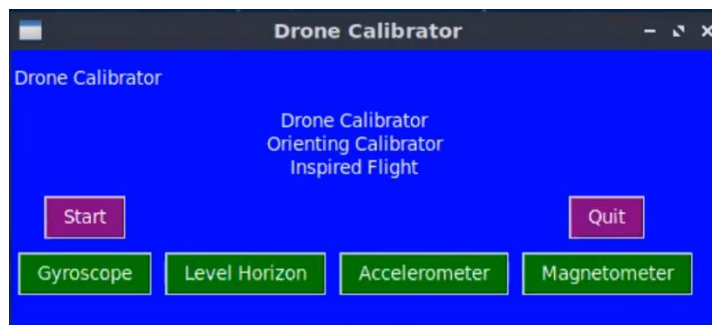 Drone Calibrator
Drone Calibrator
Drone Calibrator
Orienting Calibrator
Inspired Flight
Start Quit
Gyroscope Level Horizon Accelerometer Magnetometer